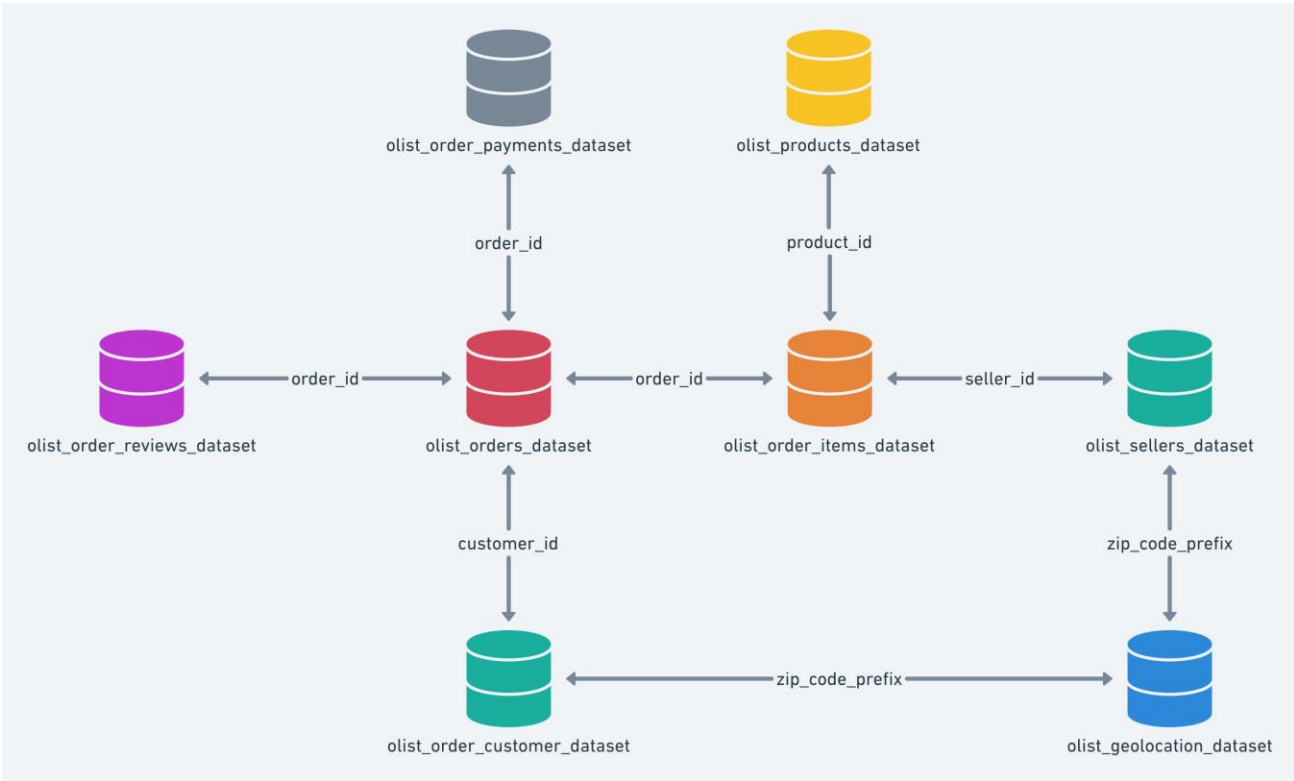 olist_order_payments_dataset
olist_products_dataset
order_id
product_id
order_id
order_id
seller_id
olist_order_reviews_dataset
olist_orders_dataset
olist_order_items_dataset
olist_sellers_dataset
customer_id
zip_code_prefix
zip_code_prefix
olist_order_customer_dataset
olist_geolocation_dataset